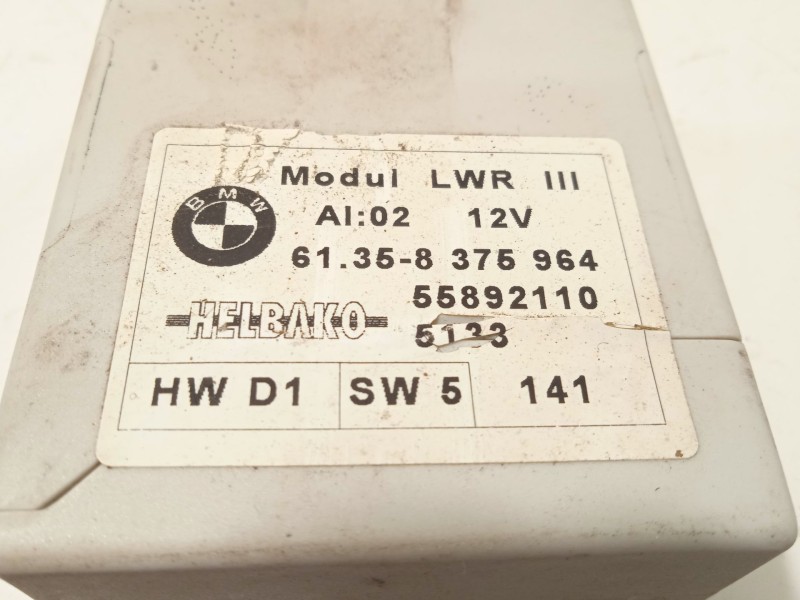 BMW
Modul LWR III
AI:02 12V
61.35-8 375 964
55892110
HELBAKO
5133
HW D1 SW 5 141